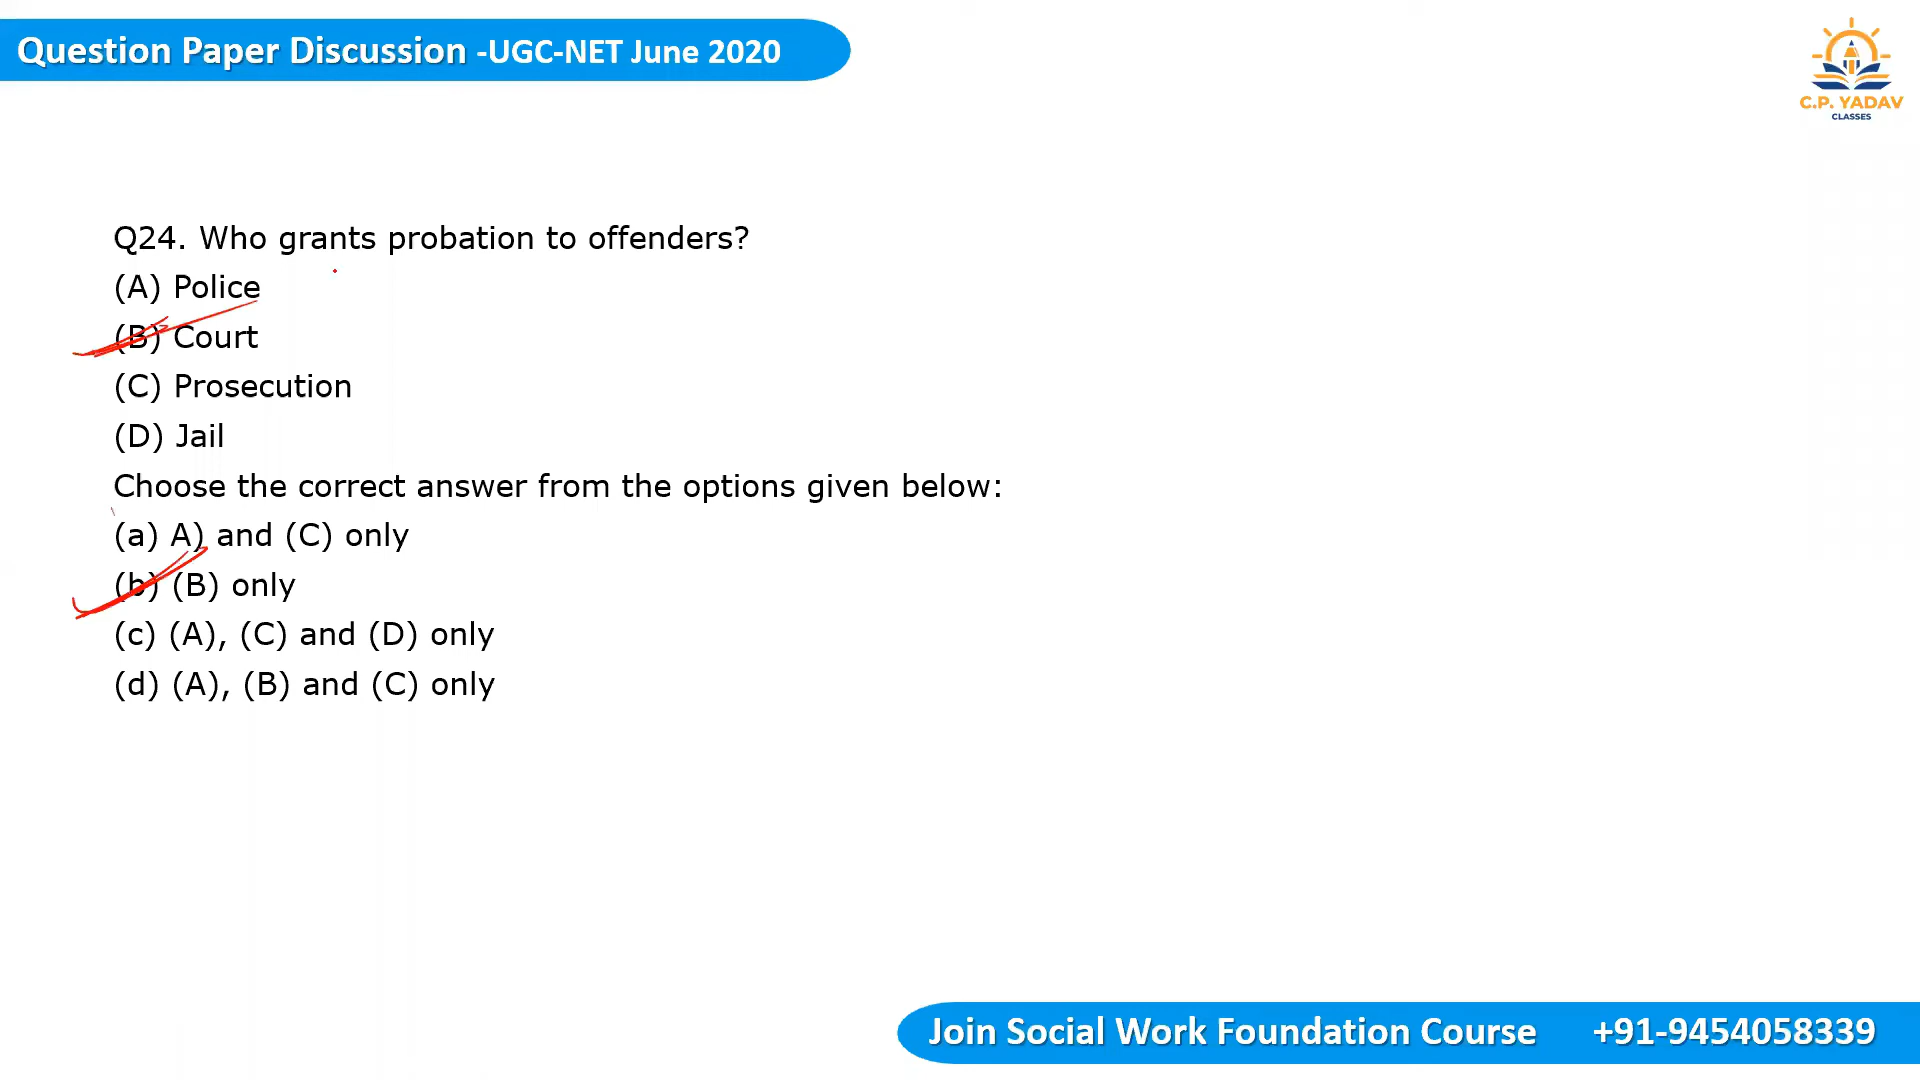 Question Paper Discussion -UGC-NET June 2020
C.P. YADAV
CLASSES
Q24. Who grants probation to offenders?
(A) Police
(B) Court
(C) Prosecution
(D) Jail
Choose the correct answer from the options given below:
(a) A) and (C) only
(b) (B) only
(c) (A), (C) and (D) only
(d) (A), (B) and (C) only
Join Social Work Foundation Course +91-9454058339